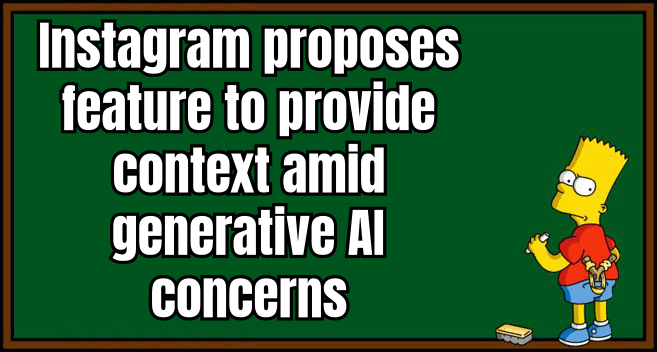 Instagram proposes
feature to provide
context amid
generative AI
concerns